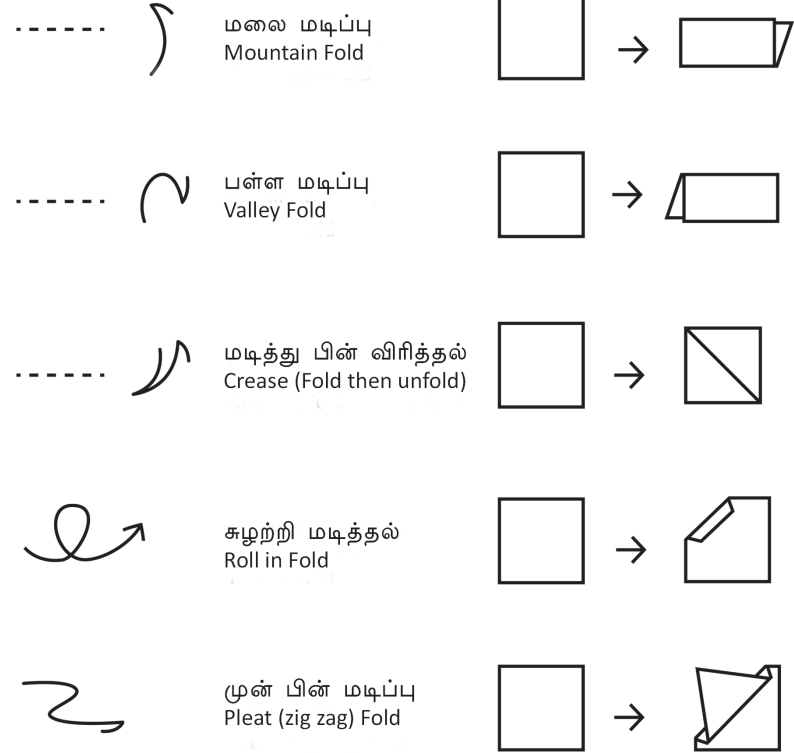 மலை மடிப்பு
Mountain Fold
பள்ள மடிப்பு
Valley Fold
மடித்து பின் விரித்தல்
Crease (Fold then unfold)
சுழற்றி மடித்தல்
Roll in Fold
முன் பின் மடிப்பு
Pleat (zig zag) Fold